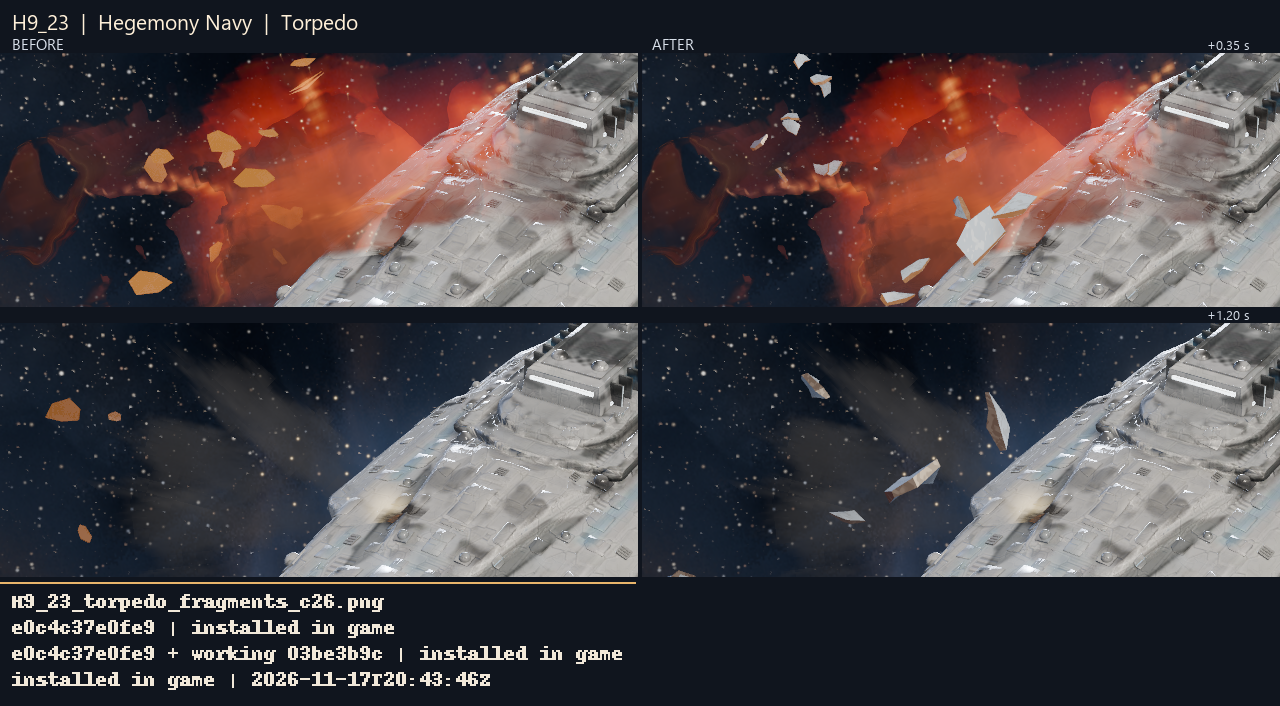 H9_23 | Hegemony Navy | Torpedo
BEFORE
AFTER
+0.35 s
+1.20 s
H9_23_torpedo_fragments_c26.png
e0c4c37e0fe9 | installed in game
e0c4c37e0fe9 + working 03be3b9c | installed in game
installed in game | 2026-11-17T20:43:46Z